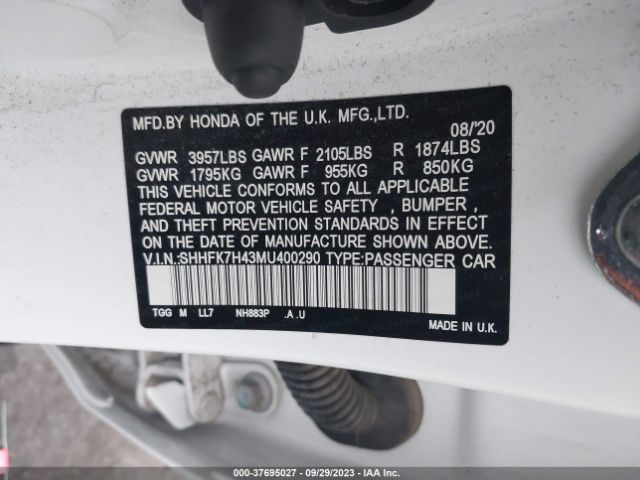 MFD.BY HONDA OF THE U.K. MFG.,LTD.
08/'20
GVWR 3957LBS GAWR F 2105LBS R 1874LBS
GVWR 1795KG GAWR F 955KG R 850KG
THIS VEHICLE CONFORMS TO ALL APPLICABLE
FEDERAL MOTOR VEHICLE SAFETY , BUMPER ,
AND THEFT PREVENTION STANDARDS IN EFFECT
ON THE DATE OF MANUFACTURE SHOWN ABOVE.
V.I.N.:SHHFK7H43MU400290 TYPE:PASSENGER CAR
TGG M LL7 NH883P .A .U
MADE IN U.K.
000-37695027 - 09/29/2023 - IAA Inc.